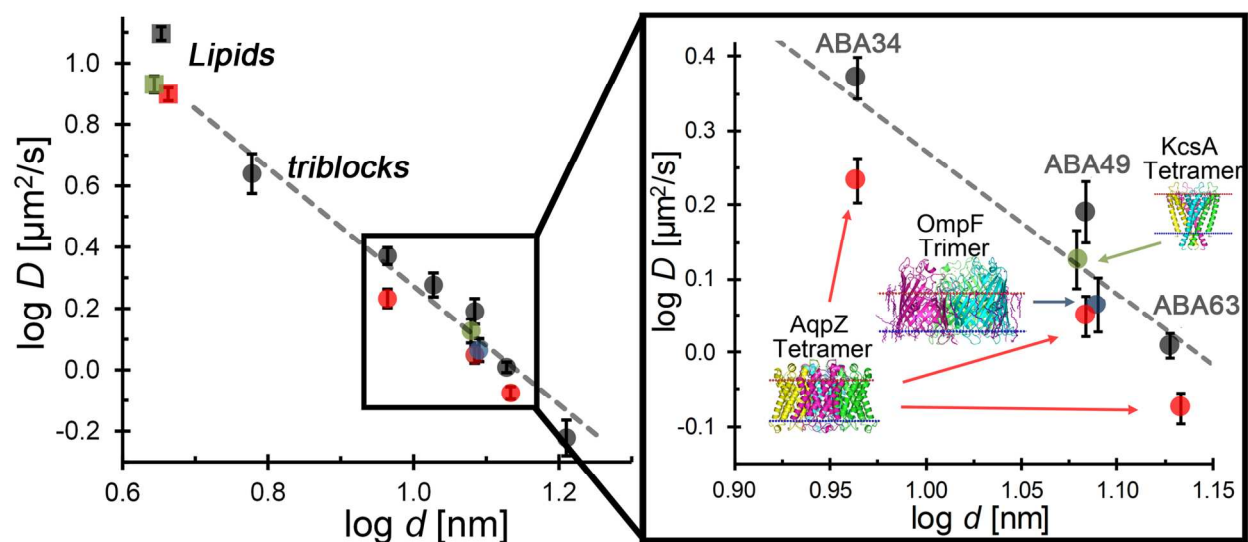 log D [µm²/s]
1.0
0.8
0.6
0.4
0.2
0.0
-0.2
0.6
0.8
1.0
1.2
log d [nm]
Lipids
triblocks
log D [µm²/s]
0.4
0.3
0.2
0.1
0.0
-0.1
0.90
0.95
1.00
1.05
1.10
1.15
log d [nm]
ABA34
ABA49
KcsA
Tetramer
OmpF
Trimer
AqpZ
Tetramer
ABA63